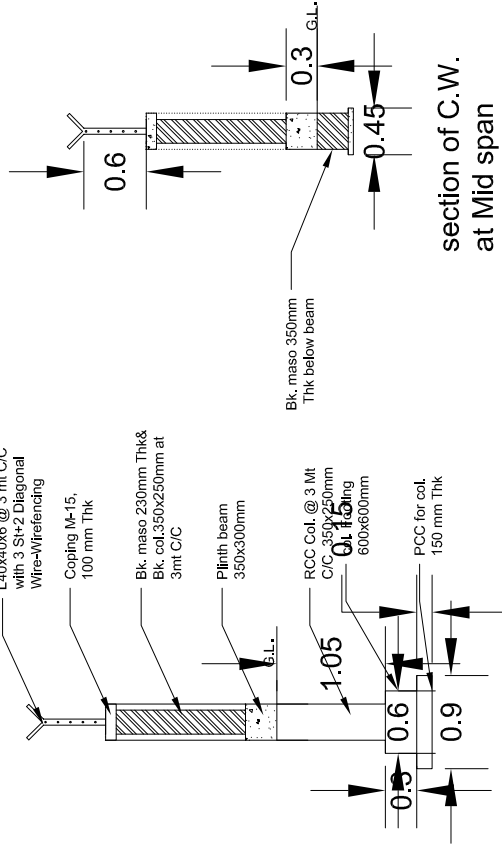 L40x40x6 @ 3 mt C/C
with 3 St+2 Diagonal
Wire-Wirefencing
Coping M-15,
100 mm Thk
Bk. maso 230mm Thk&
Bk. col.350x250mm at
3mt C/C
Plinth beam
350x300mm
G.L.
RCC Col. @ 3 Mt
C/C, 350x250mm
col. Footing
600x600mm
PCC for col.
150 mm Thk
1.05
0.15
0.6
0.3
0.9
0.6
0.3
G.L.
0.45
Bk. maso 350mm
Thk below beam
section of C.W.
at Mid span